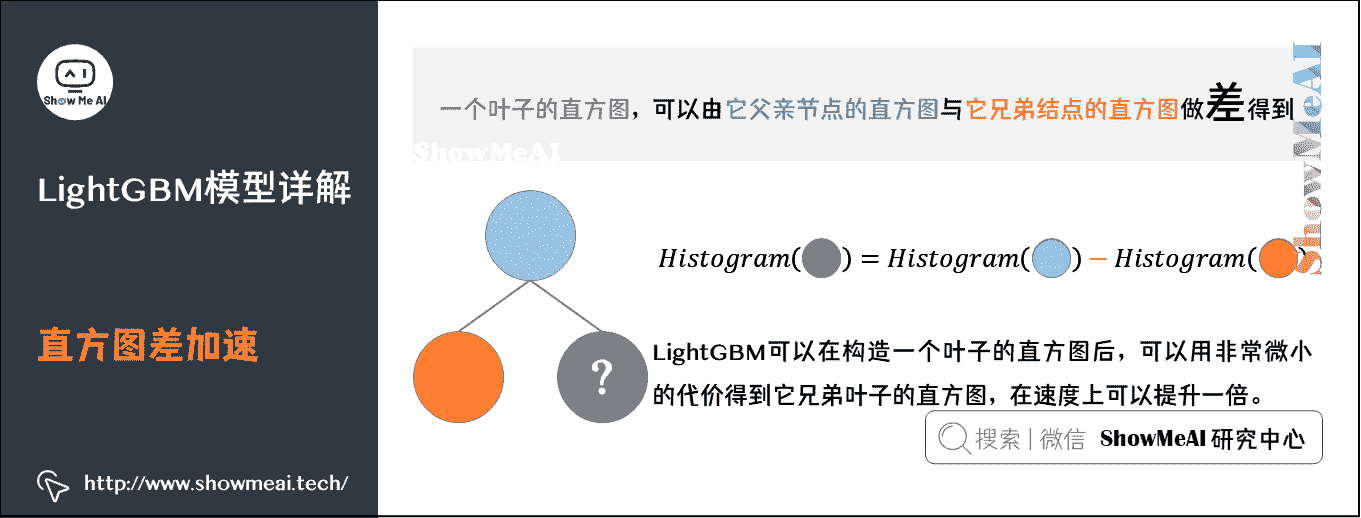 Show Me AI
LightGBM模型详解
直方图差加速
http://www.showmeai.tech/
一个叶子的直方图，可以由它父亲节点的直方图与它兄弟结点的直方图做差得到
ShowMeAI
ShowMeAI
?
Histogram( ) = Histogram( ) − Histogram( )
LightGBM可以在构造一个叶子的直方图后，可以用非常微小
的代价得到它兄弟叶子的直方图，在速度上可以提升一倍。
搜索 | 微信 ShowMeAI 研究中心